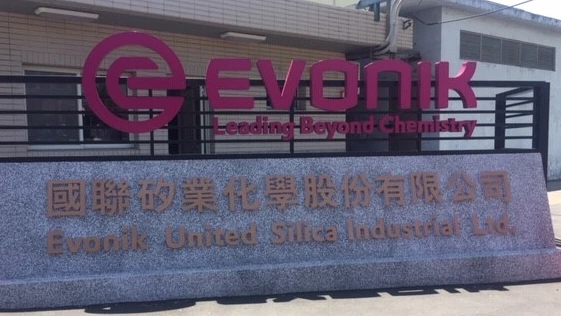 EVONIK
Leading Beyond Chemistry
國聯矽業化學股份有限公司
Evonik United Silica Industrial Ltd.